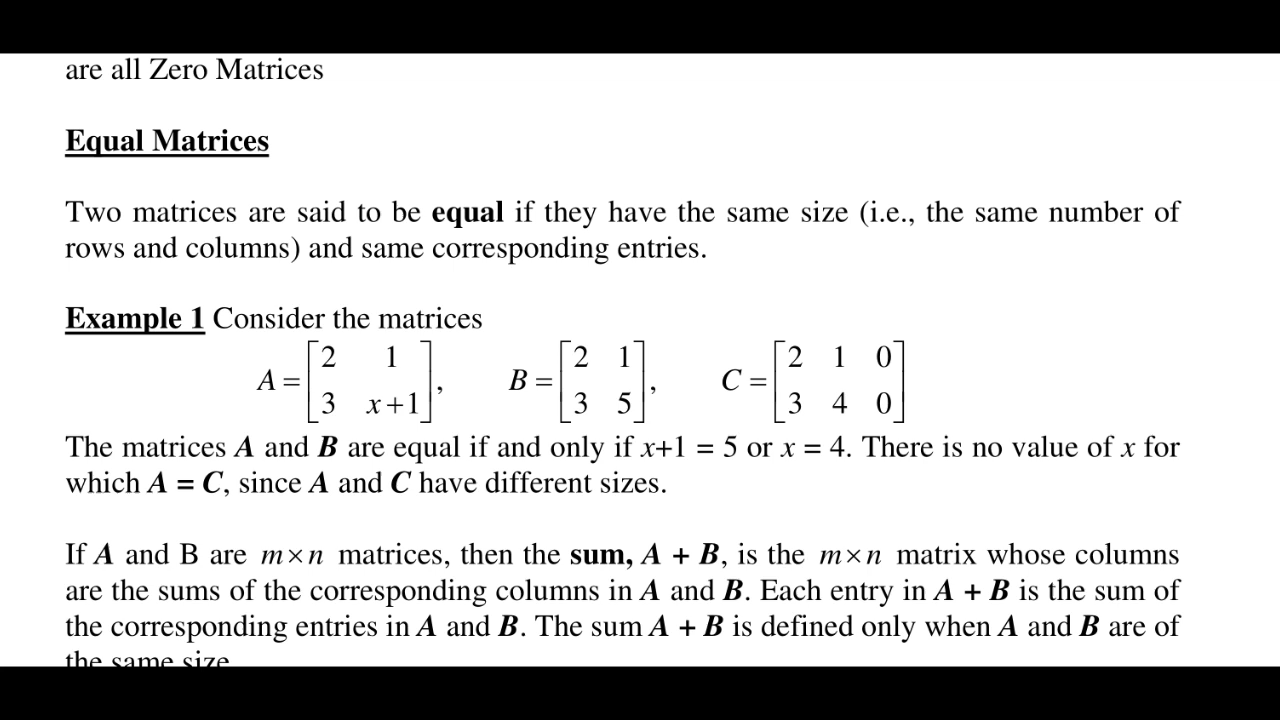 are all Zero Matrices
Equal Matrices
Two matrices are said to be equal if they have the same size (i.e., the same number of
rows and columns) and same corresponding entries.
Example 1 Consider the matrices
A = [2 1; 3 x+1], B = [2 1; 3 5], C = [2 1 0; 3 4 0]
The matrices A and B are equal if and only if x+1 = 5 or x = 4. There is no value of x for
which A = C, since A and C have different sizes.
If A and B are m×n matrices, then the sum, A + B, is the m×n matrix whose columns
are the sums of the corresponding columns in A and B. Each entry in A + B is the sum of
the corresponding entries in A and B. The sum A + B is defined only when A and B are of
the same size